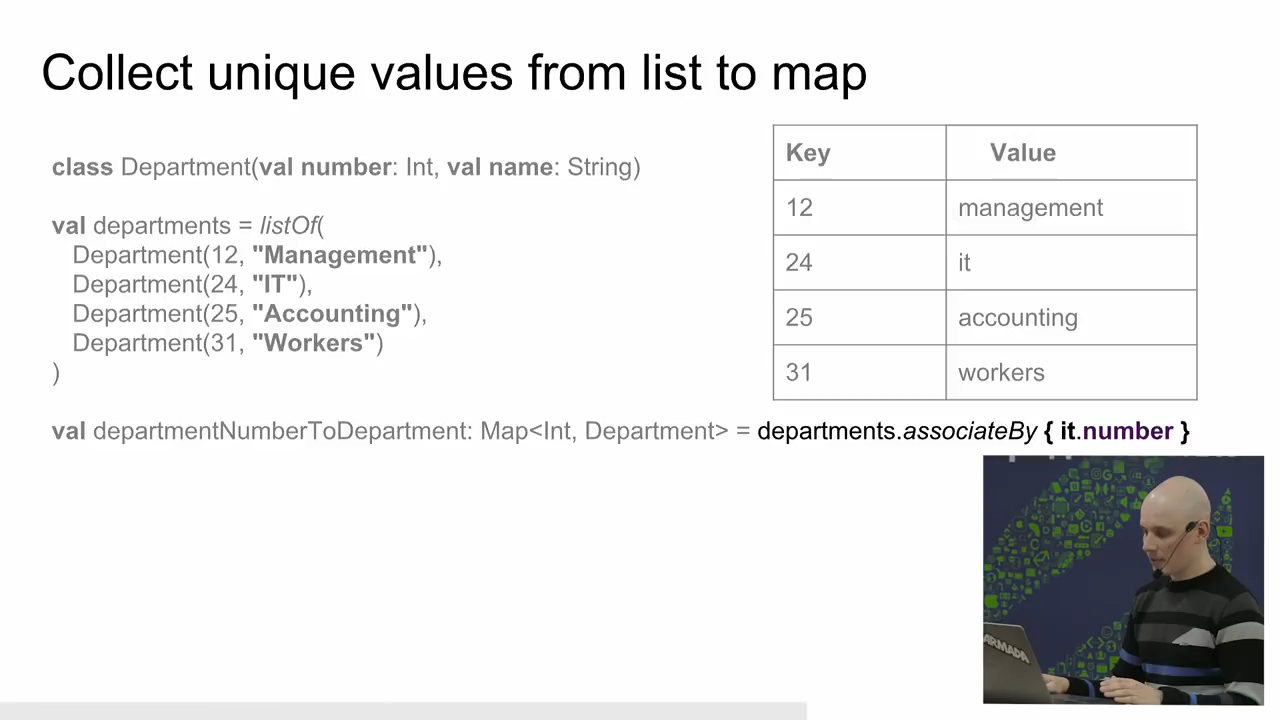 Collect unique values from list to map
class Department(val number: Int, val name: String)
val departments = listOf(
Department(12, "Management"),
Department(24, "IT"),
Department(25, "Accounting"),
Department(31, "Workers")
)
Key Value
12 management
24 it
25 accounting
31 workers
val departmentNumberToDepartment: Map<Int, Department> = departments.associateBy { it.number }
ARMADA